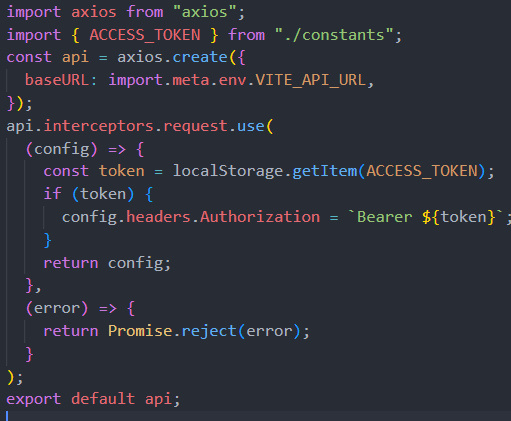 import axios from "axios";
import { ACCESS_TOKEN } from "./constants";
const api = axios.create({
  baseURL: import.meta.env.VITE_API_URL,
});
api.interceptors.request.use(
  (config) => {
    const token = localStorage.getItem(ACCESS_TOKEN);
    if (token) {
      config.headers.Authorization = `Bearer ${token}`;
    }
    return config;
  },
  (error) => {
    return Promise.reject(error);
  }
);
export default api;